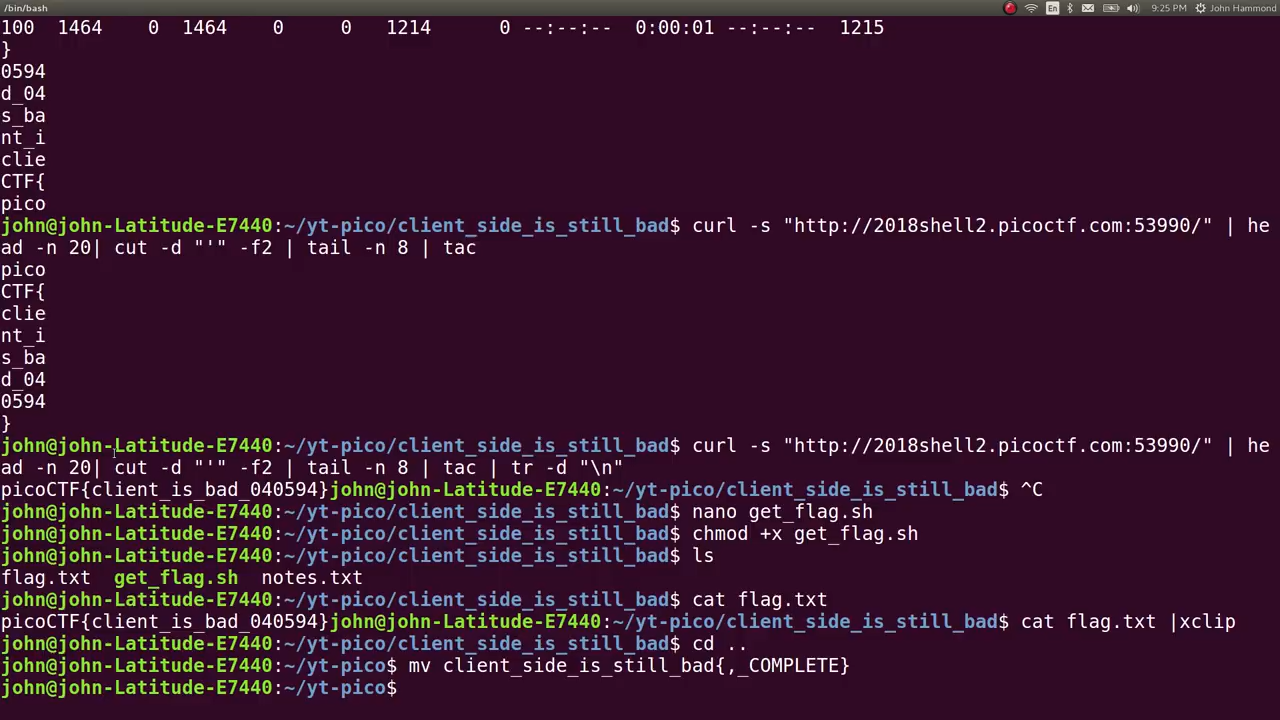 /bin/bash
En
9:25 PM
John Hammond
100  1464    0  1464    0     0   1214      0 --:--:--  0:00:01 --:--:--  1215
}
0594
d_04
s_ba
nt_i
clie
CTF{
pico
john@john-Latitude-E7440:~/yt-pico/client_side_is_still_bad$ curl -s "http://2018shell2.picoctf.com:53990/" | he
ad -n 20| cut -d "'" -f2 | tail -n 8 | tac
pico
CTF{
clie
nt_i
s_ba
d_04
0594
}
john@john-Latitude-E7440:~/yt-pico/client_side_is_still_bad$ curl -s "http://2018shell2.picoctf.com:53990/" | he
ad -n 20| cut -d "'" -f2 | tail -n 8 | tac | tr -d "\n"
picoCTF{client_is_bad_040594}john@john-Latitude-E7440:~/yt-pico/client_side_is_still_bad$ ^C
john@john-Latitude-E7440:~/yt-pico/client_side_is_still_bad$ nano get_flag.sh
john@john-Latitude-E7440:~/yt-pico/client_side_is_still_bad$ chmod +x get_flag.sh
john@john-Latitude-E7440:~/yt-pico/client_side_is_still_bad$ ls
flag.txt  get_flag.sh  notes.txt
john@john-Latitude-E7440:~/yt-pico/client_side_is_still_bad$ cat flag.txt
picoCTF{client_is_bad_040594}john@john-Latitude-E7440:~/yt-pico/client_side_is_still_bad$ cat flag.txt |xclip
john@john-Latitude-E7440:~/yt-pico/client_side_is_still_bad$ cd ..
john@john-Latitude-E7440:~/yt-pico$ mv client_side_is_still_bad{,_COMPLETE}
john@john-Latitude-E7440:~/yt-pico$